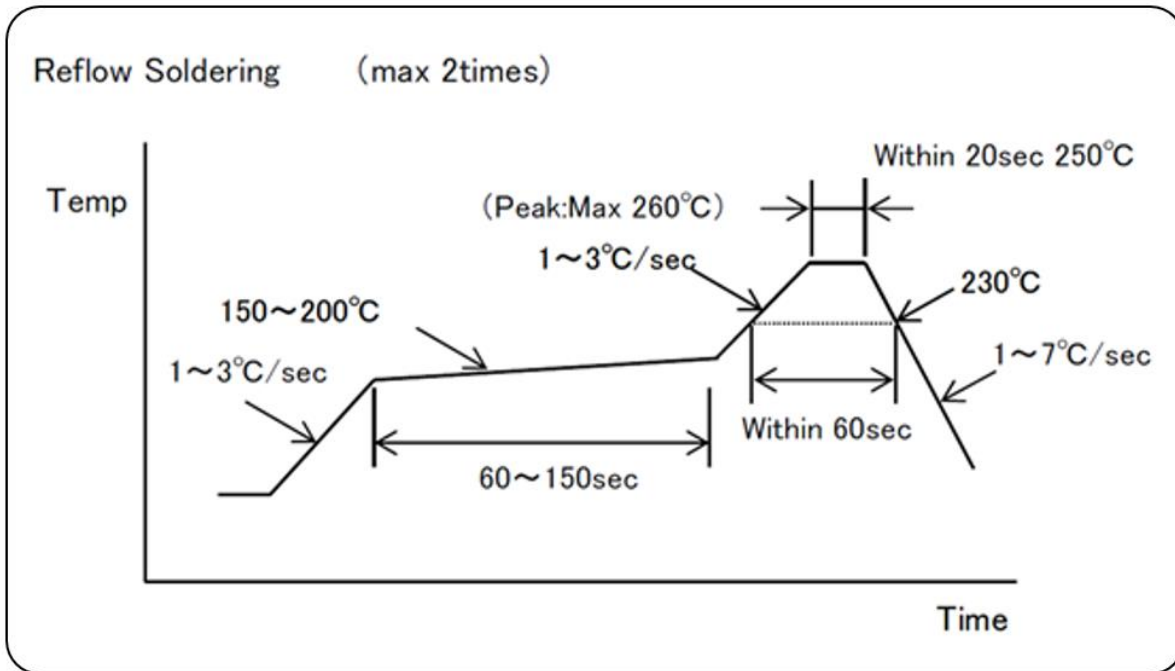 Reflow Soldering (max 2times)
Within 20sec 250℃
Temp
(Peak:Max 260℃)
1～3℃/sec
230℃
150～200℃
1～3℃/sec
1～7℃/sec
Within 60sec
60～150sec
Time